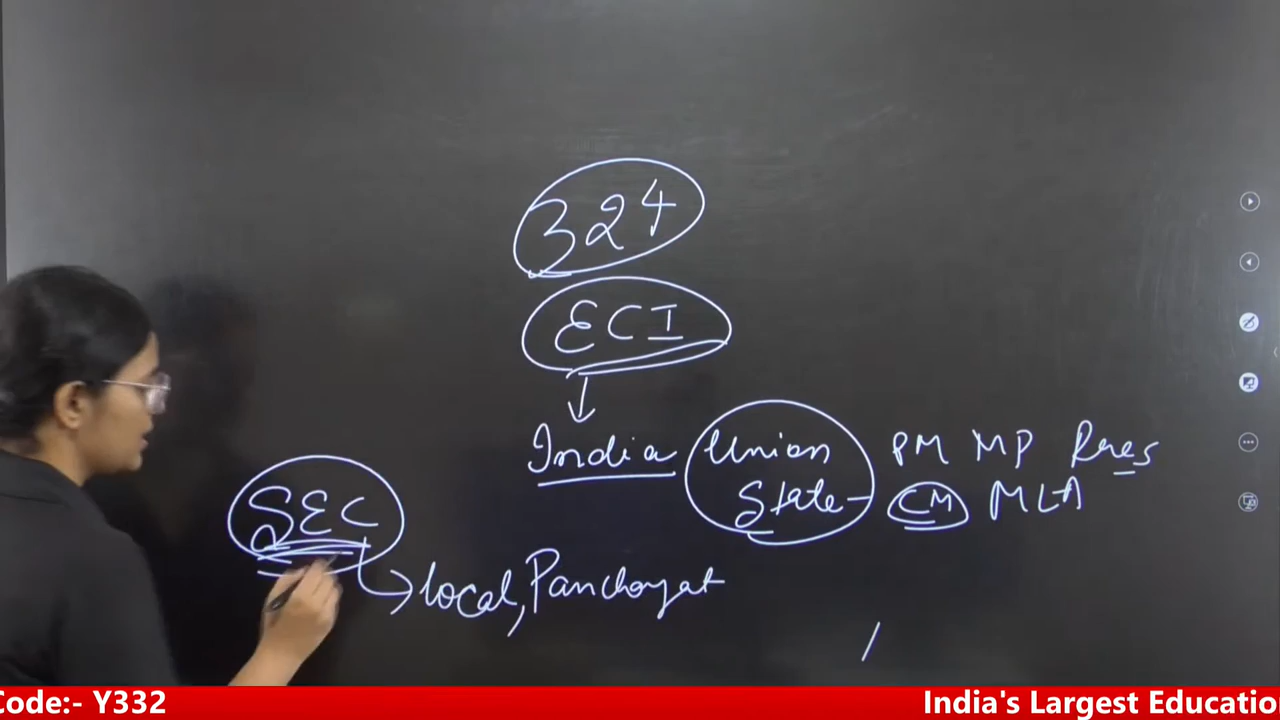 324
ECI
India Union PM MP Pres
State - CM MLA
SEC
local, Panchayat
Code:- Y332
India's Largest Educatio